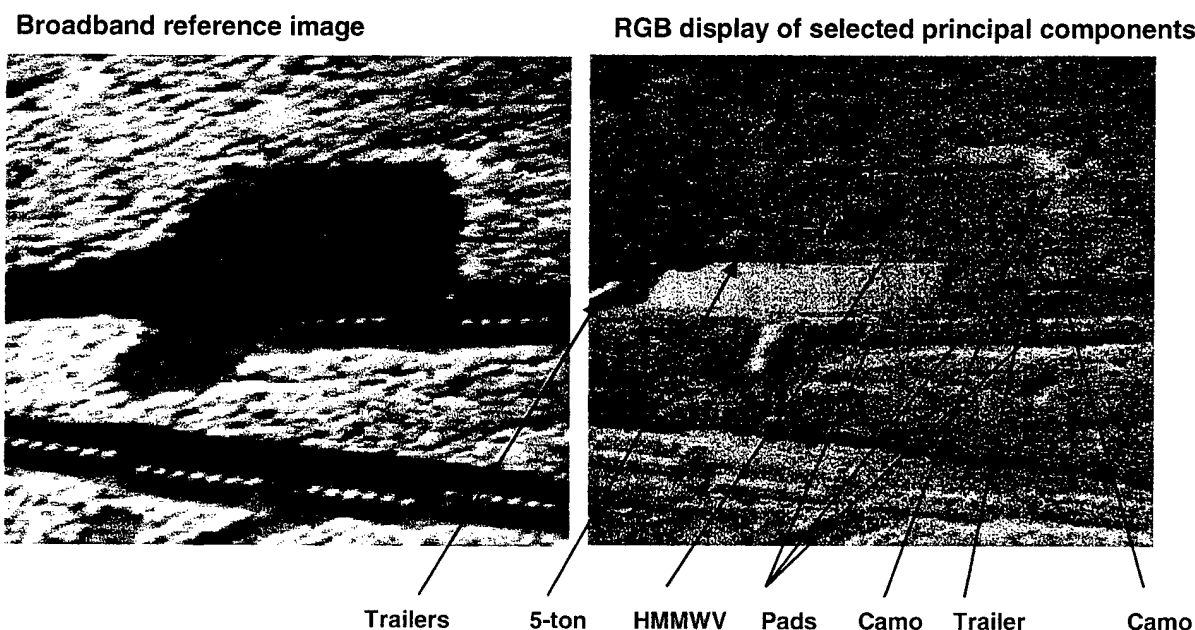 Broadband reference image
RGB display of selected principal components
Trailers 5-ton HMMWV Pads Camo Trailer Camo